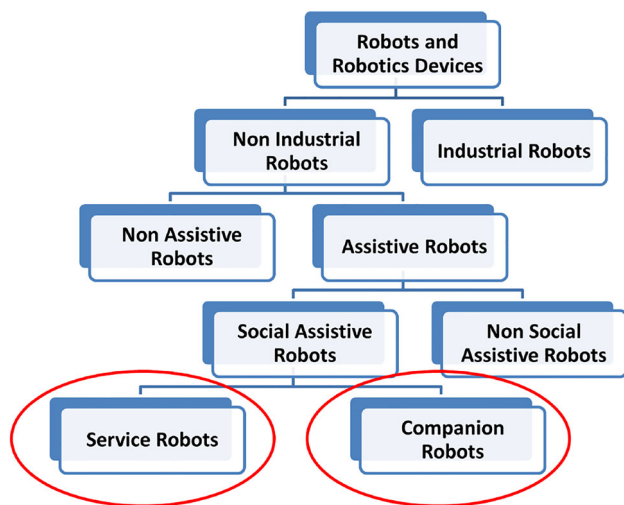 Robots and
Robotics Devices
Non Industrial
Robots
Industrial Robots
Non Assistive
Robots
Assistive Robots
Social Assistive
Robots
Non Social
Assistive Robots
Service Robots
Companion
Robots